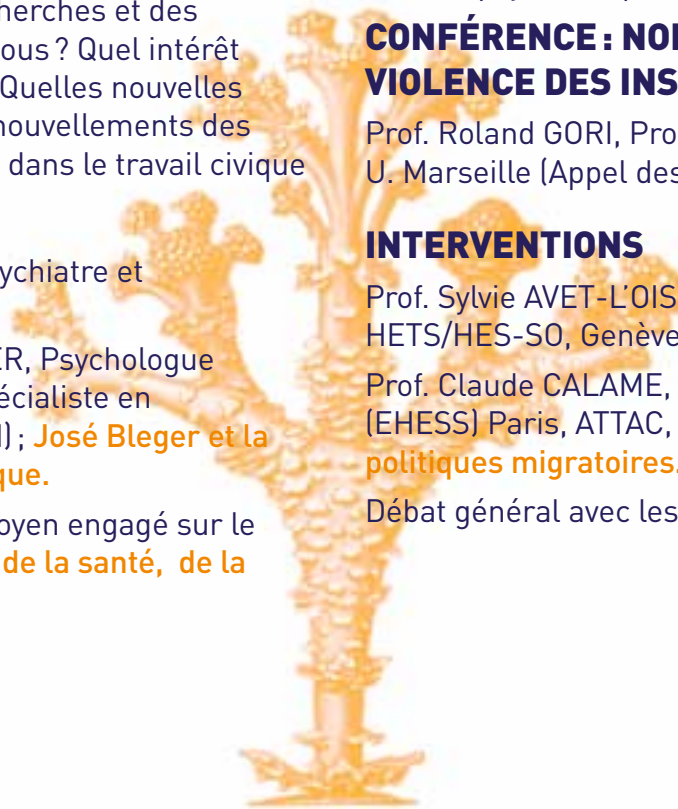 herches et des
ous ? Quel intérêt
Quelles nouvelles
nouvellements des
dans le travail civique
ychiatre et
ER, Psychologue
écialiste en
) ; José Bleger et la
que.
oyen engagé sur le
de la santé, de la
CONFÉRENCE : NO
VIOLENCE DES INS
Prof. Roland GORI, Pro
U. Marseille (Appel des
INTERVENTIONS
Prof. Sylvie AVET-L'OIS
HETS/HES-SO, Genève
Prof. Claude CALAME,
(EHESS) Paris, ATTAC,
politiques migratoires.
Débat général avec les